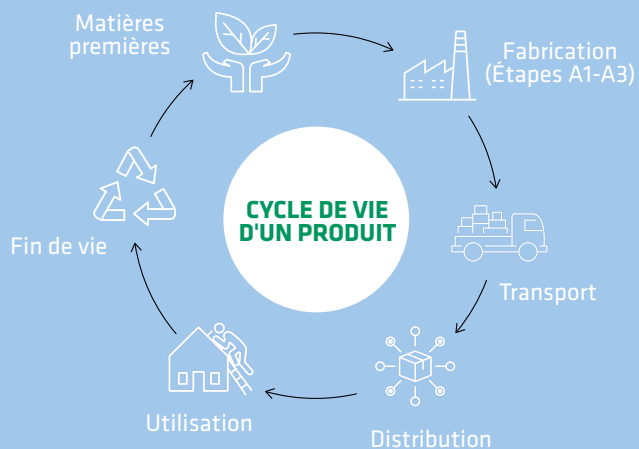 Matières
premières
Fabrication
(Étapes A1-A3)
CYCLE DE VIE
D'UN PRODUIT
Fin de vie
Transport
Utilisation
Distribution